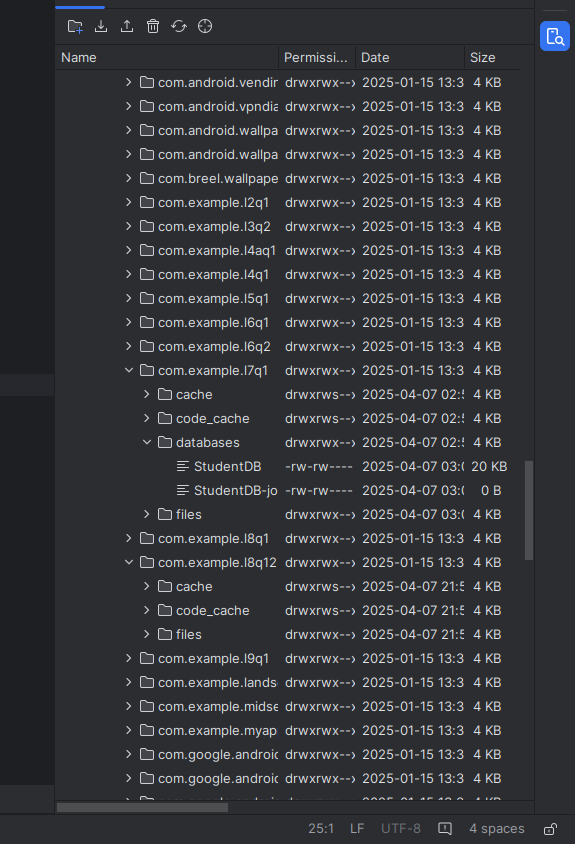 Name Permissi... Date Size
com.android.vendin drwxrwx--x 2025-01-15 13:3 4 KB
com.android.vpndia drwxrwx--x 2025-01-15 13:3 4 KB
com.android.wallpa drwxrwx--x 2025-01-15 13:3 4 KB
com.android.wallpa drwxrwx--x 2025-01-15 13:3 4 KB
com.breel.wallpape drwxrwx--x 2025-01-15 13:3 4 KB
com.example.l2q1 drwxrwx--x 2025-01-15 13:3 4 KB
com.example.l3q2 drwxrwx--x 2025-01-15 13:3 4 KB
com.example.l4aq1 drwxrwx--x 2025-01-15 13:3 4 KB
com.example.l4q1 drwxrwx--x 2025-01-15 13:3 4 KB
com.example.l5q1 drwxrwx--x 2025-01-15 13:3 4 KB
com.example.l6q1 drwxrwx--x 2025-01-15 13:3 4 KB
com.example.l6q2 drwxrwx--x 2025-01-15 13:3 4 KB
com.example.l7q1 drwxrwx--x 2025-01-15 13:3 4 KB
cache drwxrws--x 2025-04-07 02:5 4 KB
code_cache drwxrws--x 2025-04-07 02:5 4 KB
databases drwxrwx--x 2025-04-07 02:5 4 KB
StudentDB -rw-rw---- 2025-04-07 03:0 20 KB
StudentDB-jo -rw-rw---- 2025-04-07 03:0 0 B
files drwxrwx--x 2025-04-07 03:0 4 KB
com.example.l8q1 drwxrwx--x 2025-01-15 13:3 4 KB
com.example.l8q12 drwxrwx--x 2025-01-15 13:3 4 KB
cache drwxrws--x 2025-04-07 21:5 4 KB
code_cache drwxrws--x 2025-04-07 21:5 4 KB
files drwxrwx--x 2025-04-07 21:5 4 KB
com.example.l9q1 drwxrwx--x 2025-01-15 13:3 4 KB
com.example.lands drwxrwx--x 2025-01-15 13:3 4 KB
com.example.midse drwxrwx--x 2025-01-15 13:3 4 KB
com.example.myap drwxrwx--x 2025-01-15 13:3 4 KB
com.google.android drwxrwx--x 2025-01-15 13:3 4 KB
com.google.android drwxrwx--x 2025-01-15 13:3 4 KB
25:1 LF UTF-8 4 spaces